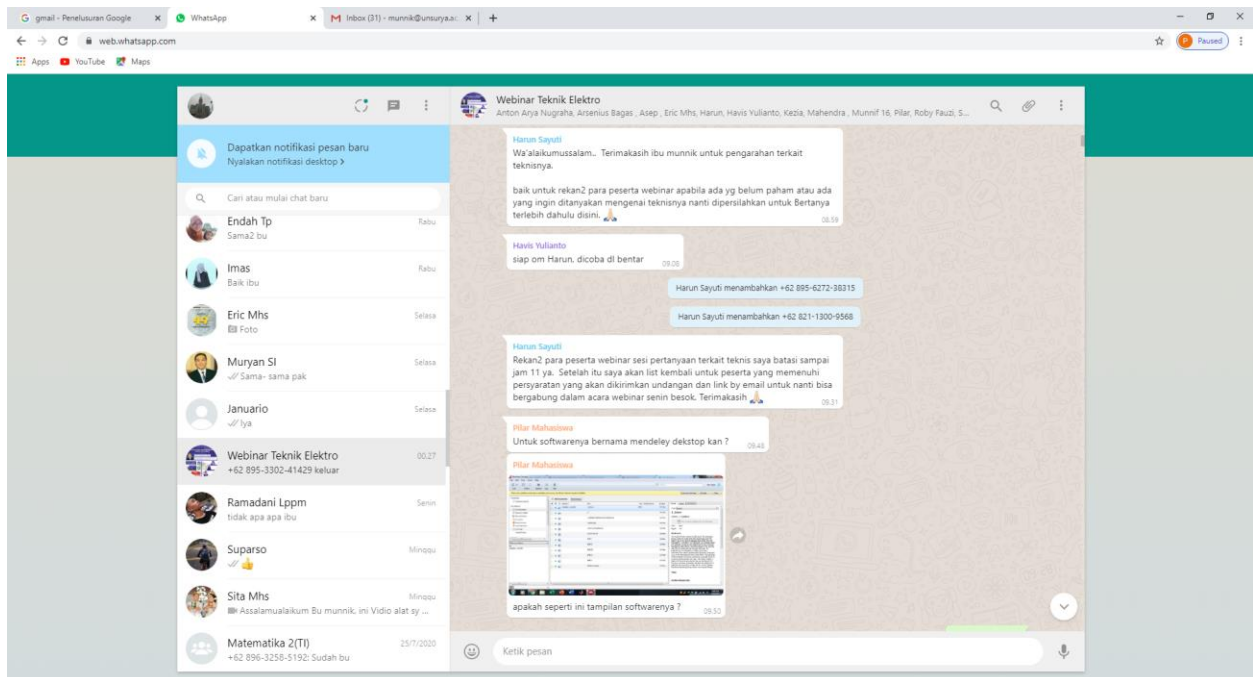 gmail - Penelusuran Google
WhatsApp
Inbox (31) - munnik@unsurya.ac
web.whatsapp.com
Paused
Apps
YouTube
Maps
Dapatkan notifikasi pesan baru
Nyalakan notifikasi desktop >
Cari atau mulai chat baru
Endah Tp
Rabu
Sama2 bu
Imas
Rabu
Baik ibu
Eric Mhs
Selasa
Foto
Muryan SI
Selasa
Sama- sama pak
Januario
Selasa
Iya
Webinar Teknik Elektro
00.27
+62 895-3302-41429 keluar
Ramadani Lppm
Senin
tidak apa apa ibu
Suparso
Minggu
Sita Mhs
Minggu
Assalamualaikum Bu munnik, ini Vidio alat sy ...
Matematika 2(TI)
25/7/2020
+62 896-3258-5192: Sudah bu
Webinar Teknik Elektro
Anton Arya Nugraha, Arsenius Bagas , Asep , Eric Mhs, Harun, Havis Yulianto, Kezia, Mahendra , Munnif 16, Pilar, Roby Fauzi, S...
Harun Sayuti
Wa'alaikumussalam.. Terimakasih ibu munnik untuk pengarahan terkait
teknisnya.
baik untuk rekan2 para peserta webinar apabila ada yg belum paham atau ada
yang ingin ditanyakan mengenai teknisnya nanti dipersilahkan untuk Bertanya
terlebih dahulu disini.
08.59
Havis Yulianto
siap om Harun, dicoba dl bentar
09.06
Harun Sayuti menambahkan +62 895-6272-38315
Harun Sayuti menambahkan +62 821-1300-9568
Harun Sayuti
Rekan2 para peserta webinar sesi pertanyaan terkait teknis saya batasi sampai
jam 11 ya. Setelah itu saya akan list kembali untuk peserta yang memenuhi
persyaratan yang akan dikirimkan undangan dan link by email untuk nanti bisa
bergabung dalam acara webinar senin besok. Terimakasih
09.31
Pilar Mahasiswa
Untuk softwarenya bernama mendeley dekstop kan ?
09.48
Pilar Mahasiswa
apakah seperti ini tampilan softwarenya ?
09.50
Ketik pesan